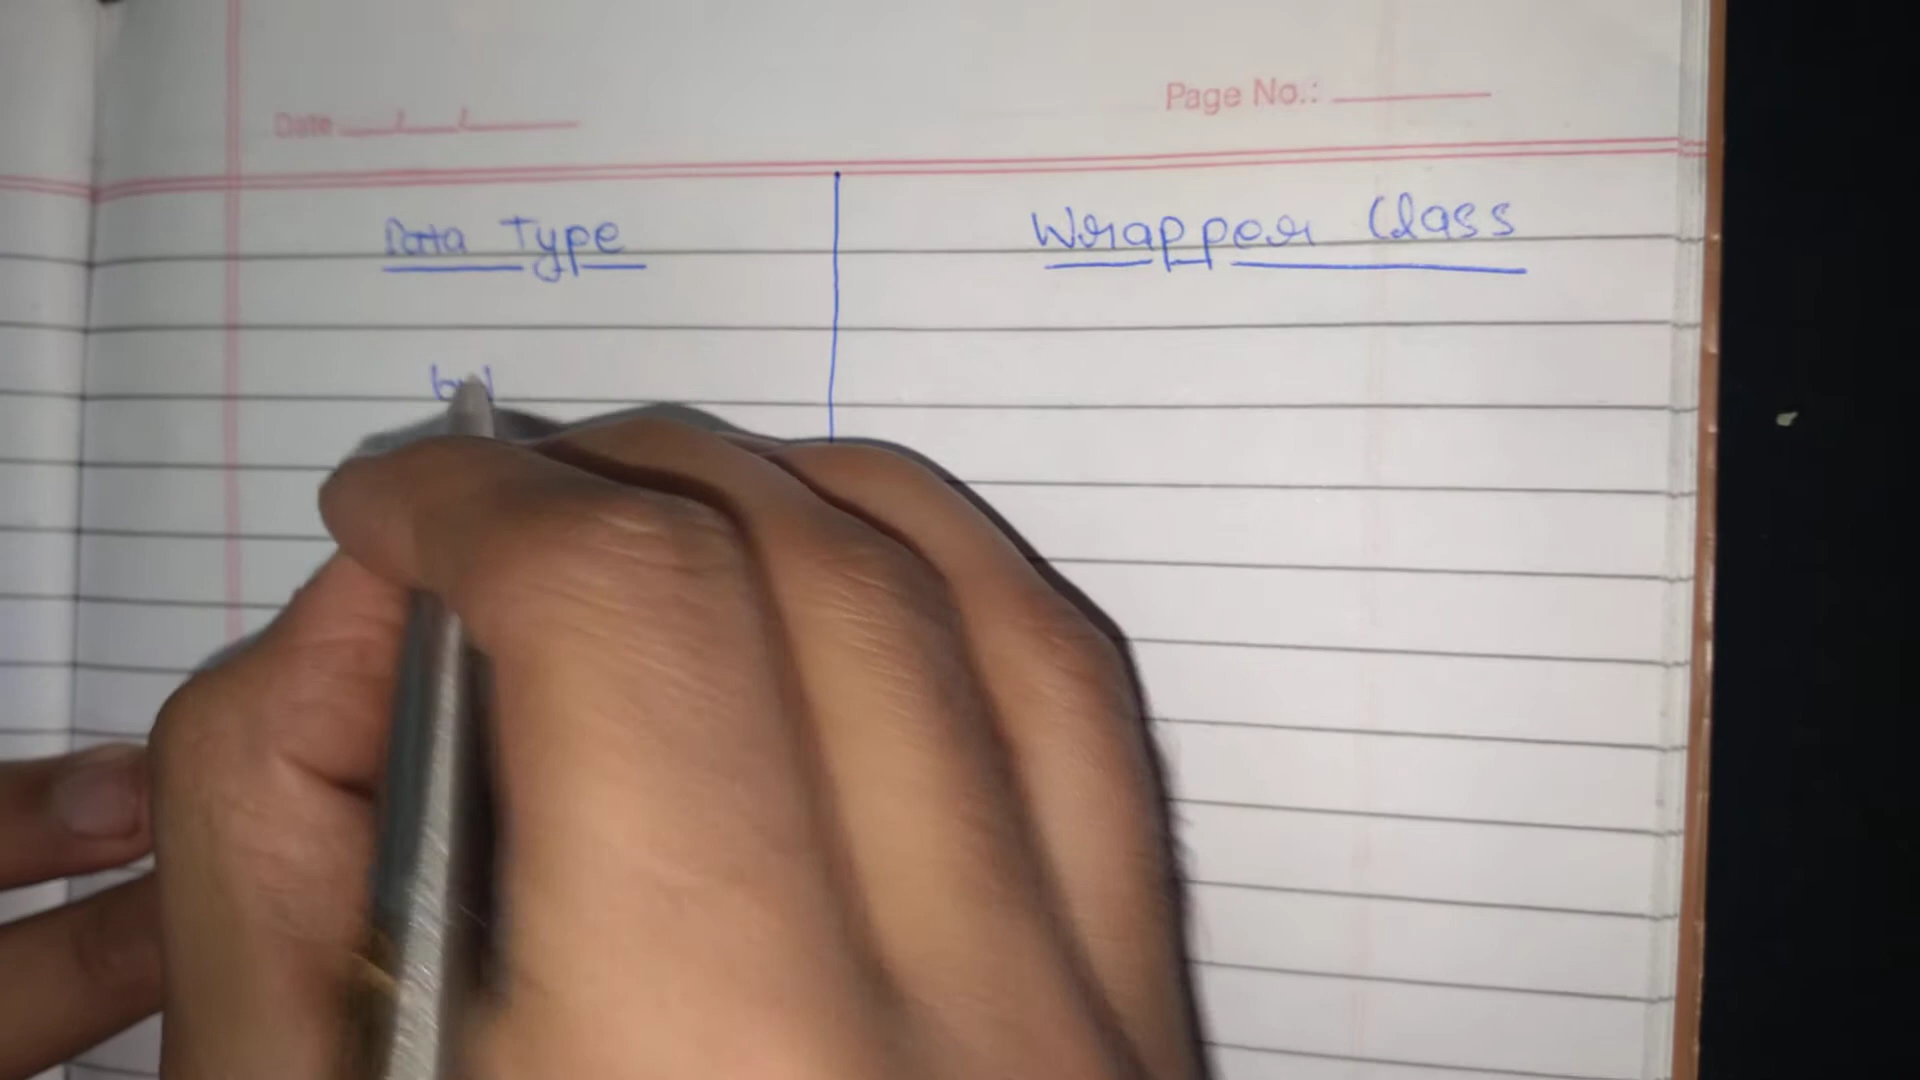 Date
Page No.:
Data Type
Wrapper Class